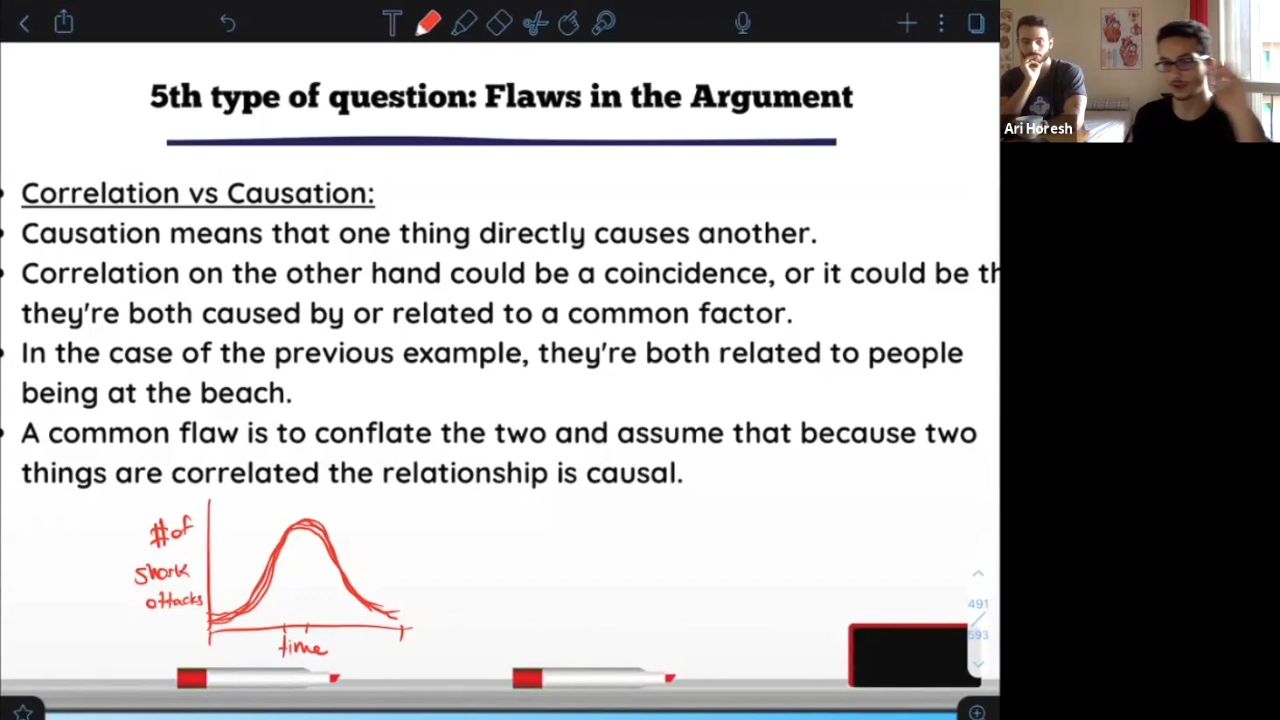 Ari Horesh
5th type of question: Flaws in the Argument
Correlation vs Causation:
Causation means that one thing directly causes another.
Correlation on the other hand could be a coincidence, or it could be th
they're both caused by or related to a common factor.
In the case of the previous example, they're both related to people
being at the beach.
A common flaw is to conflate the two and assume that because two
things are correlated the relationship is causal.
# of
shark
attacks
time
491
593